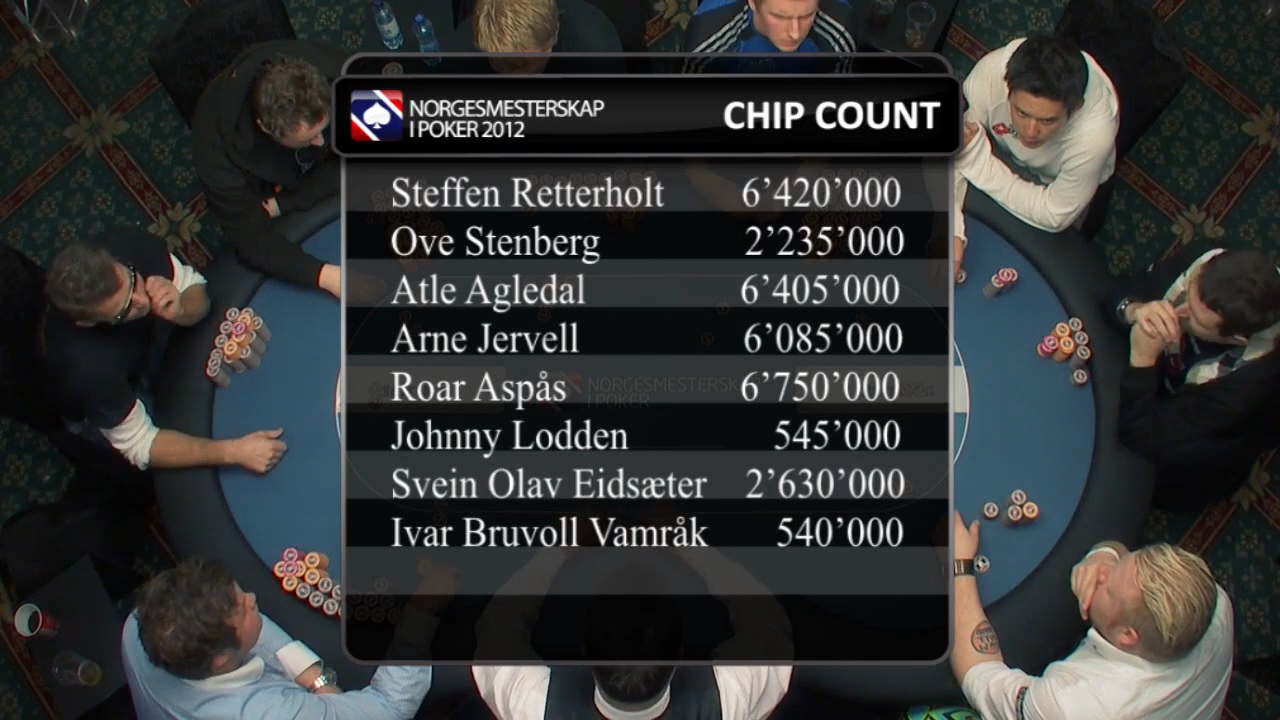 NORGESMESTERSKAP
I POKER 2012
CHIP COUNT
Steffen Retterholt 6’420’000
Ove Stenberg 2’235’000
Atle Agledal 6’405’000
Arne Jervell 6’085’000
Roar Aspås 6’750’000
NORGESMESTERSK
I POKER
Johnny Lodden 545’000
Svein Olav Eidsæter 2’630’000
Ivar Bruvoll Vamråk 540’000